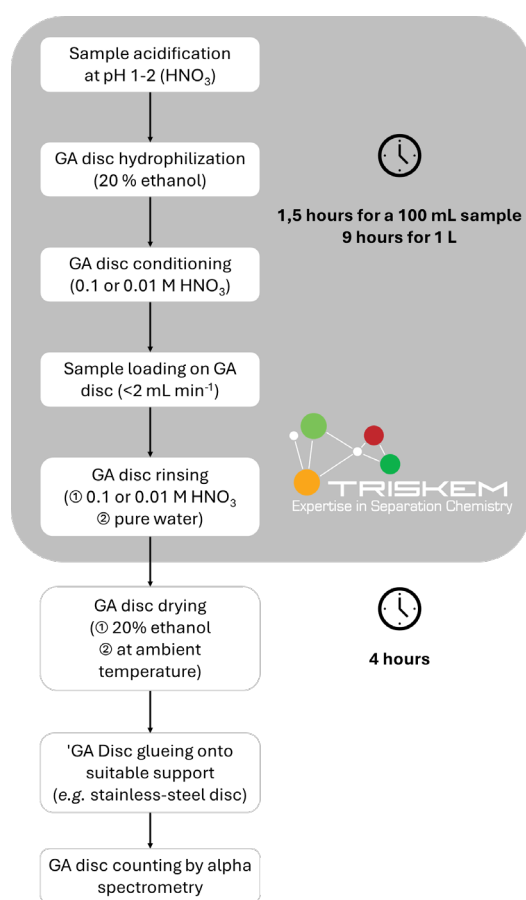 Sample acidification
at pH 1-2 (HNO₃)
GA disc hydrophilization
(20 % ethanol)
1,5 hours for a 100 mL sample
9 hours for 1 L
GA disc conditioning
(0.1 or 0.01 M HNO₃)
Sample loading on GA
disc (<2 mL min⁻¹)
GA disc rinsing
(① 0.1 or 0.01 M HNO₃
② pure water)
TRISKEM
Expertise in Separation Chemistry
GA disc drying
(① 20% ethanol
② at ambient
temperature)
4 hours
'GA Disc glueing onto
suitable support
(e.g. stainless-steel disc)
GA disc counting by alpha
spectrometry